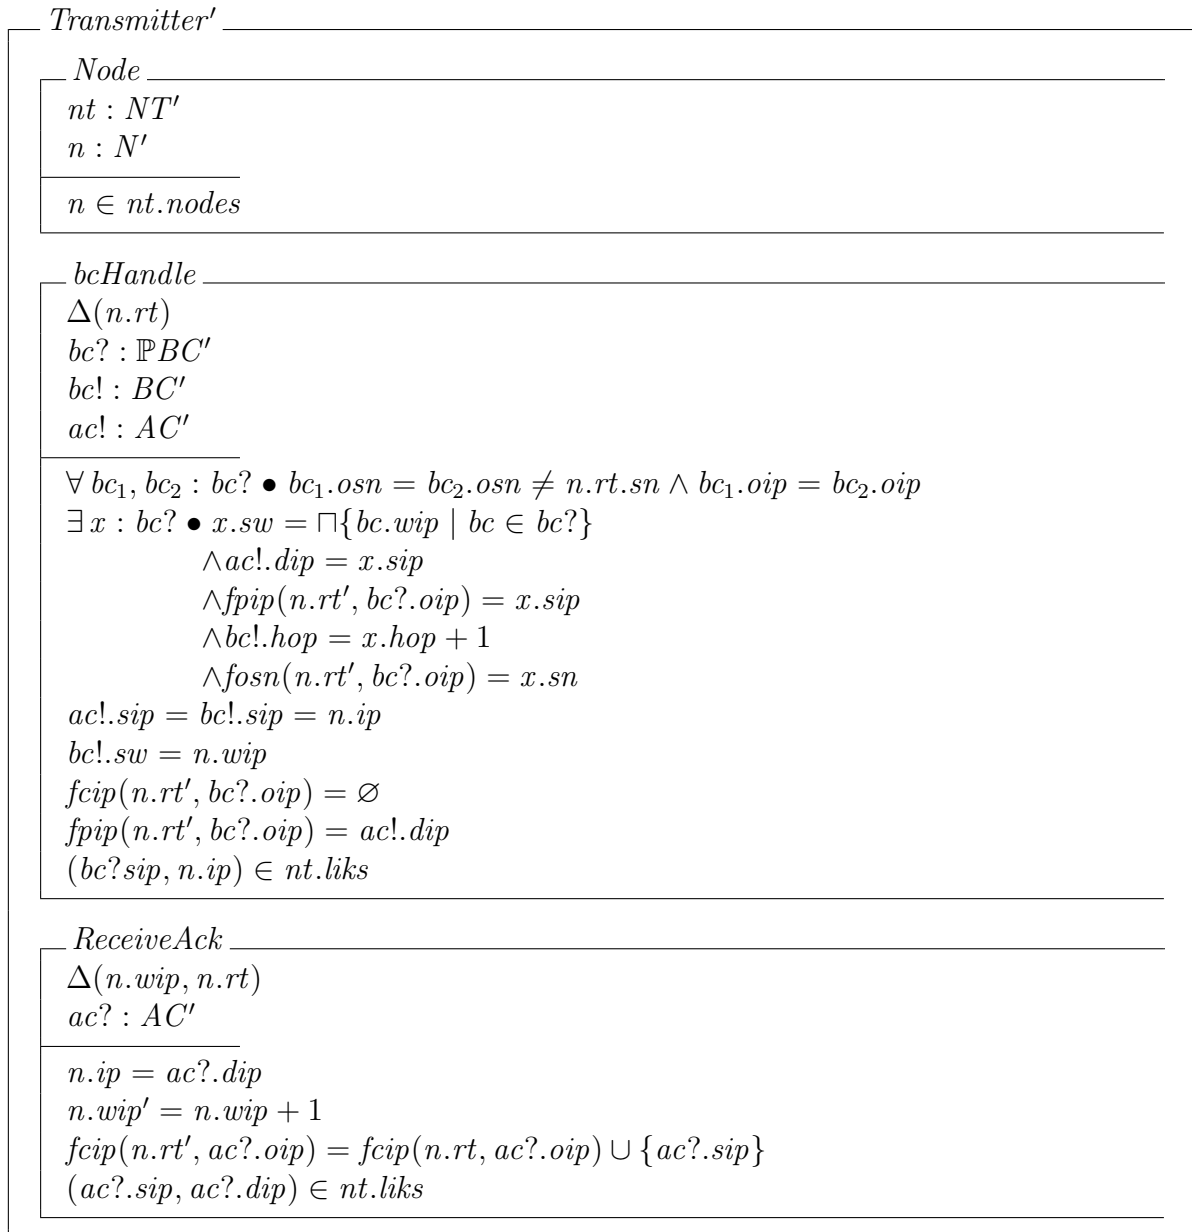 Transmitter′
Node
nt : NT′
n : N′
n ∈ nt.nodes
bcHandle
Δ(n.rt)
bc? : ℙBC′
bc! : BC′
ac! : AC′
∀ bc₁, bc₂ : bc? • bc₁.osn = bc₂.osn ≠ n.rt.sn ∧ bc₁.oip = bc₂.oip
∃ x : bc? • x.sw = ⊓{bc.wip | bc ∈ bc?}
∧ac!.dip = x.sip
∧fpip(n.rt′, bc?.oip) = x.sip
∧bc!.hop = x.hop + 1
∧fosn(n.rt′, bc?.oip) = x.sn
ac!.sip = bc!.sip = n.ip
bc!.sw = n.wip
fcip(n.rt′, bc?.oip) = ∅
fpip(n.rt′, bc?.oip) = ac!.dip
(bc?sip, n.ip) ∈ nt.liks
ReceiveAck
Δ(n.wip, n.rt)
ac? : AC′
n.ip = ac?.dip
n.wip′ = n.wip + 1
fcip(n.rt′, ac?.oip) = fcip(n.rt, ac?.oip) ∪ {ac?.sip}
(ac?.sip, ac?.dip) ∈ nt.liks